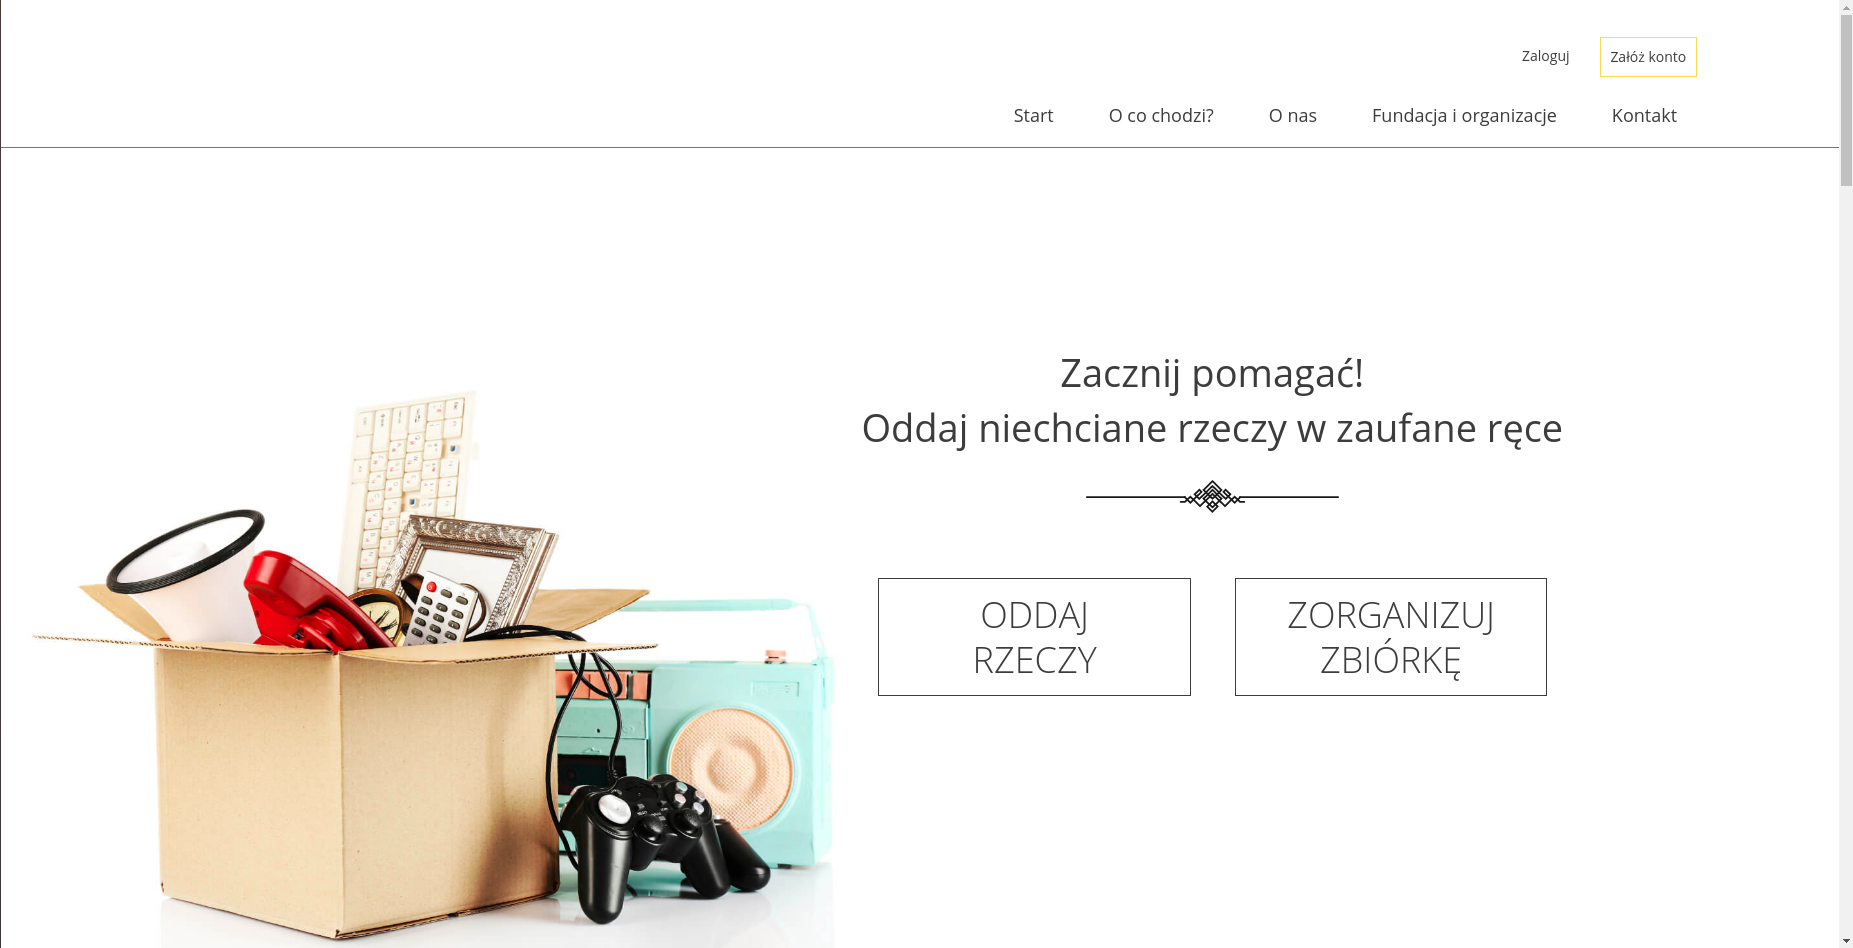 Zaloguj
Załóż konto
Start
O co chodzi?
O nas
Fundacja i organizacje
Kontakt
Zacznij pomagać!
Oddaj niechciane rzeczy w zaufane ręce
ODDAJ
RZECZY
ZORGANIZUJ
ZBIÓRKĘ